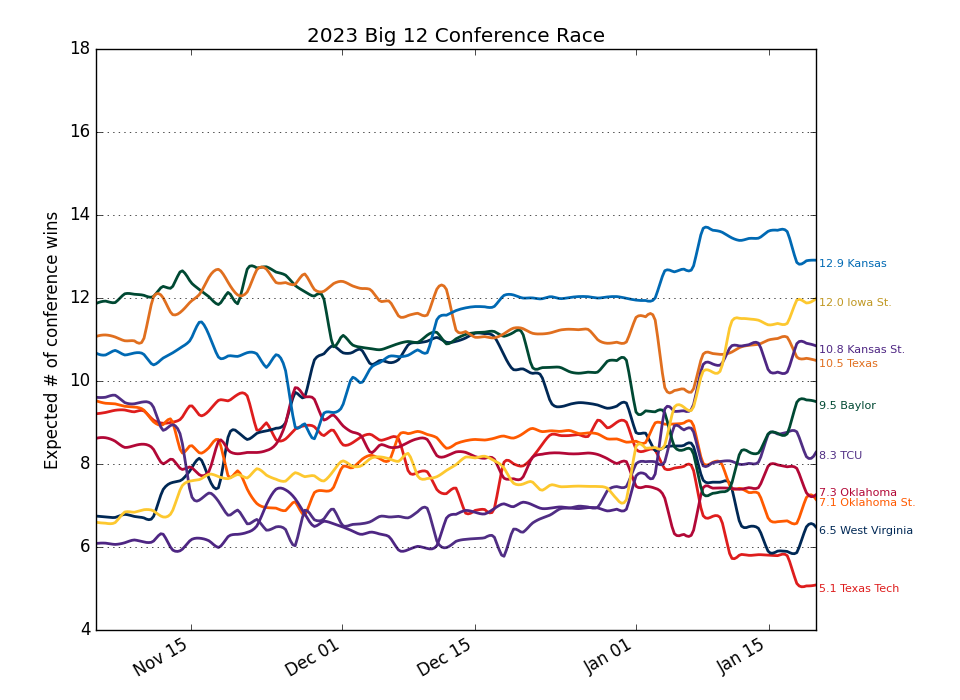 2023 Big 12 Conference Race
Expected # of conference wins
18
16
14
12
10
8
6
4
12.9 Kansas
12.0 Iowa St.
10.8 Kansas St.
10.5 Texas
9.5 Baylor
8.3 TCU
7.3 Oklahoma
7.1 Oklahoma St.
6.5 West Virginia
5.1 Texas Tech
Nov 15
Dec 01
Dec 15
Jan 01
Jan 15